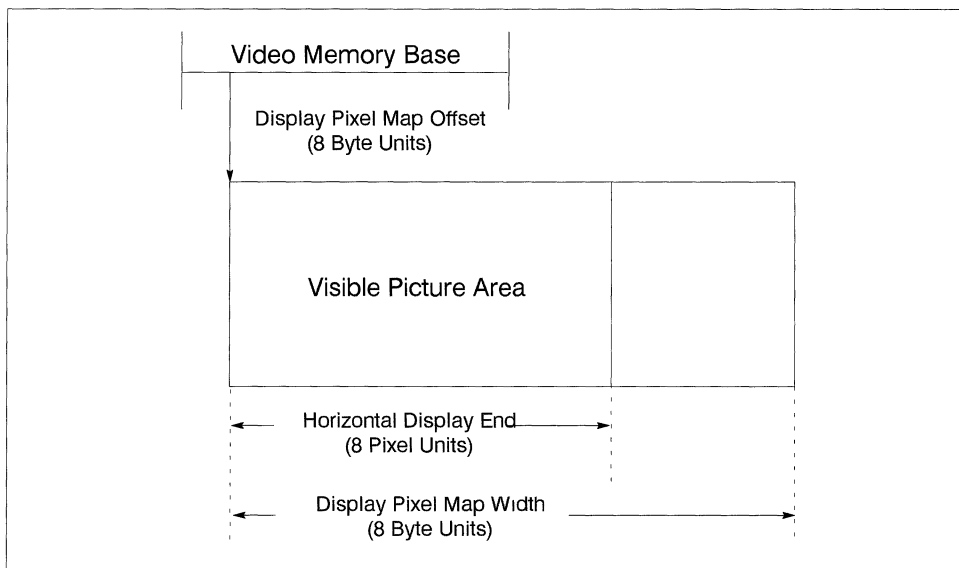 Video Memory Base
Display Pixel Map Offset
(8 Byte Units)
Visible Picture Area
Horizontal Display End
(8 Pixel Units)
Display Pixel Map Width
(8 Byte Units)